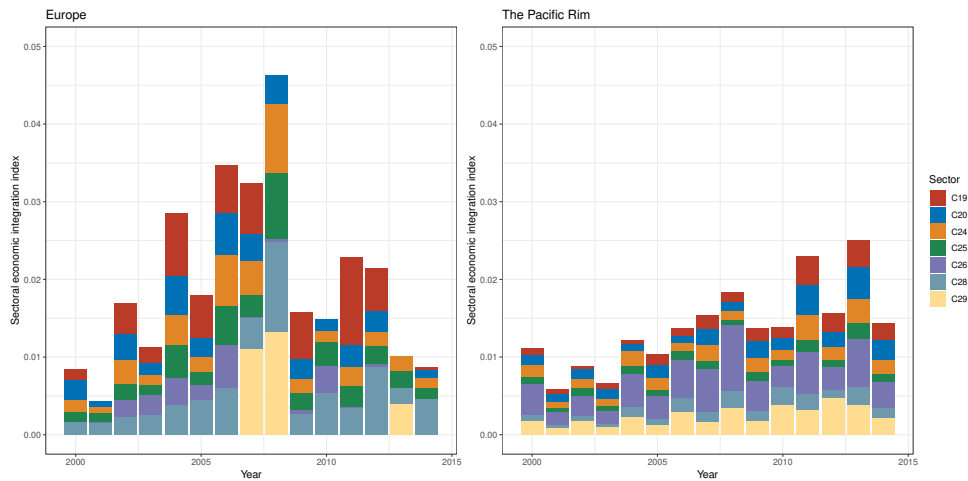 Europe
The Pacific Rim
Sectoral economic integration index
0.05
0.04
0.03
0.02
0.01
0.00
2000
2005
2010
2015
Year
Sectoral economic integration index
0.05
0.04
0.03
0.02
0.01
0.00
2000
2005
2010
2015
Year
Sector
C19
C20
C24
C25
C26
C28
C29